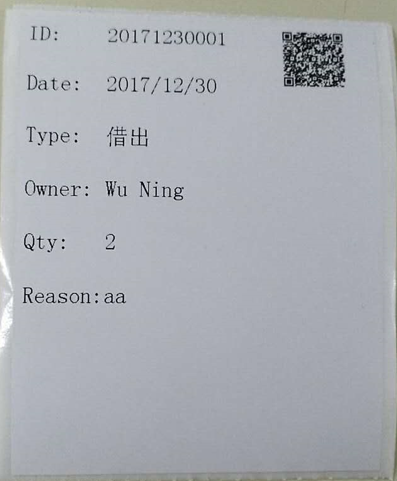 ID: 20171230001
Date: 2017/12/30
Type: 借出
Owner: Wu Ning
Qty: 2
Reason:aa